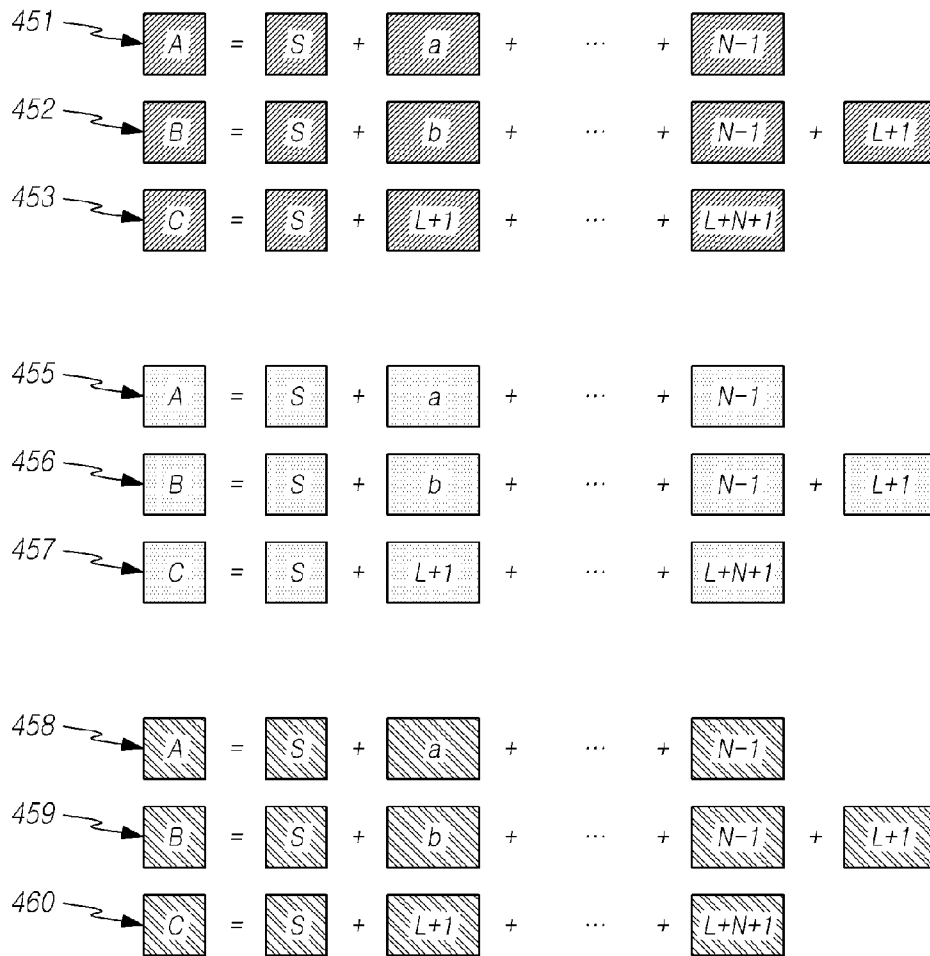 451 A = S + a + ... + N-1
452 B = S + b + ... + N-1 + L+1
453 C = S + L+1 + ... + L+N+1
455 A = S + a + ... + N-1
456 B = S + b + ... + N-1 + L+1
457 C = S + L+1 + ... + L+N+1
458 A = S + a + ... + N-1
459 B = S + b + ... + N-1 + L+1
460 C = S + L+1 + ... + L+N+1